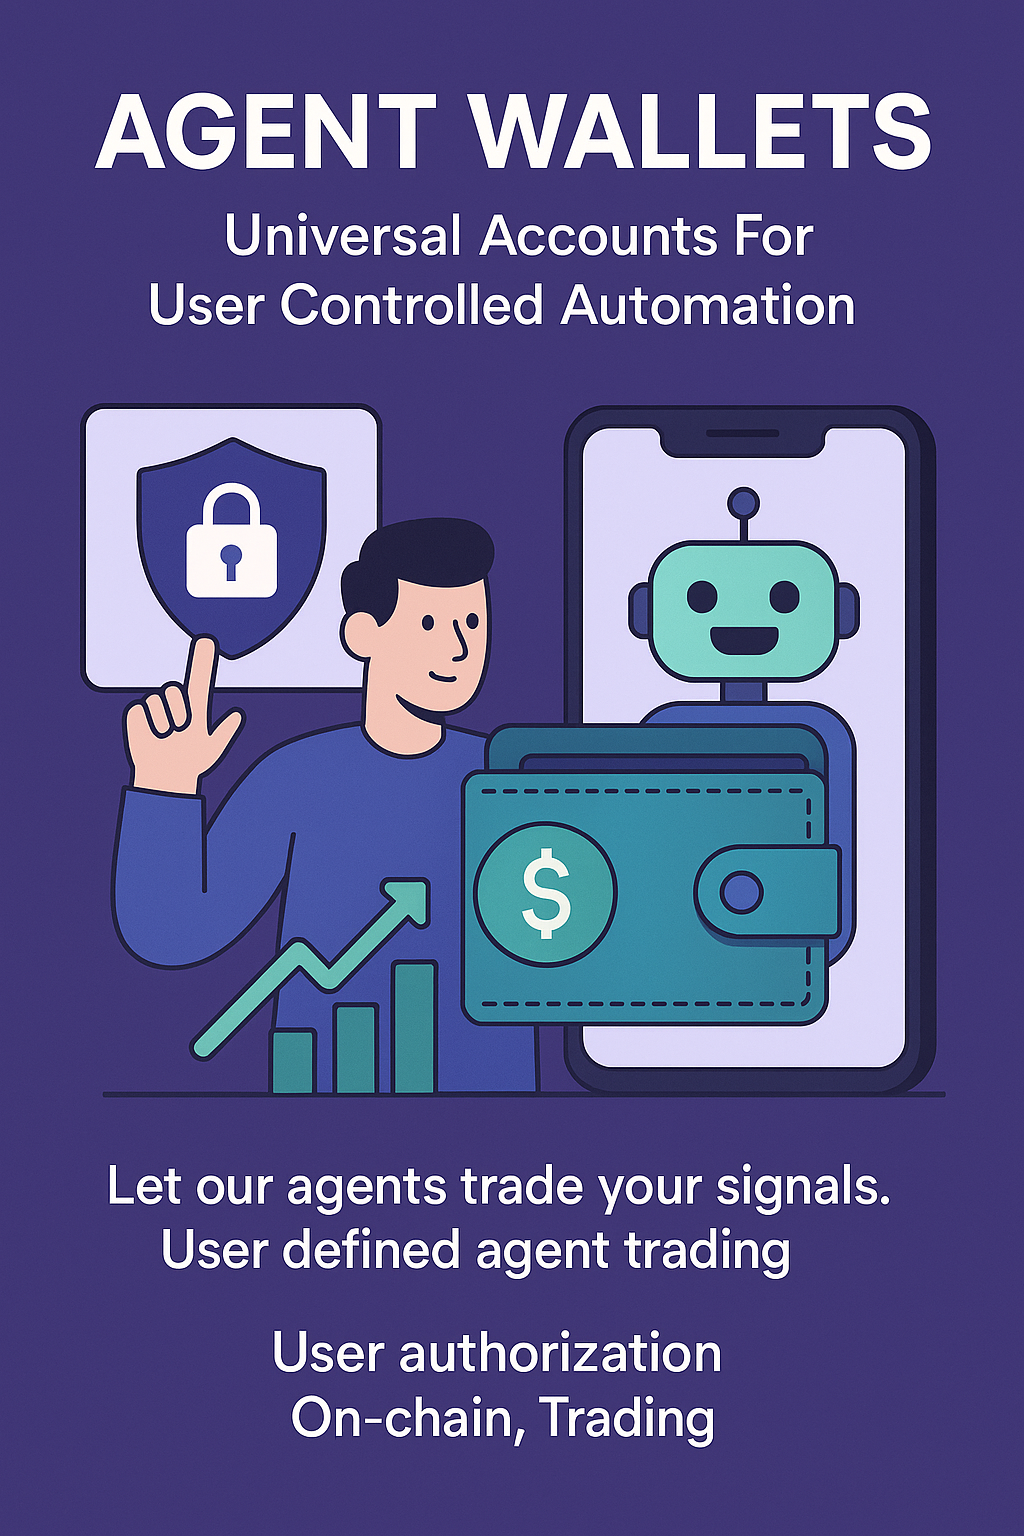 AGENT WALLETS
Universal Accounts For
User Controlled Automation
$
Let our agents trade your signals.
User defined agent trading
User authorization
On-chain, Trading